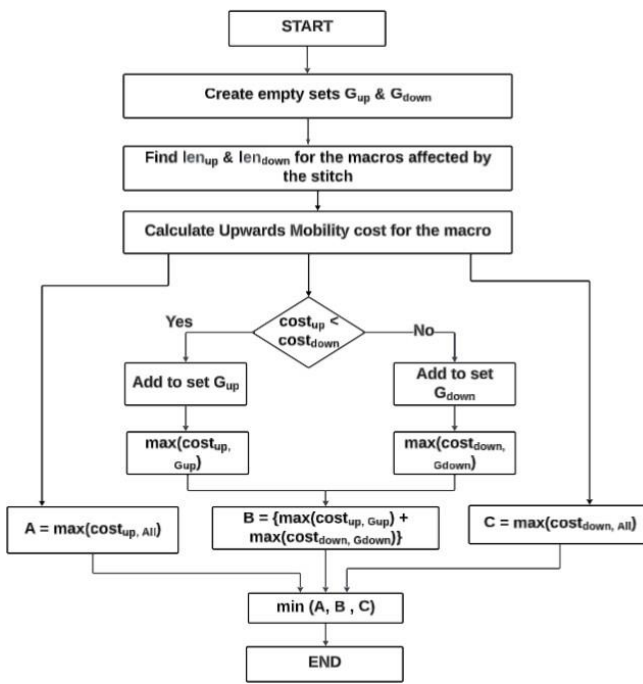 START
Create empty sets Gup & Gdown
Find lenup & lendown for the macros affected by
the stitch
Calculate Upwards Mobility cost for the macro
Yes
costup <
costdown
No
Add to set Gup
Add to set
Gdown
max(costup,
Gup)
max(costdown,
Gdown)
A = max(costup, All)
B = {max(costup, Gup) +
max(costdown, Gdown)}
C = max(costdown, All)
min (A, B , C)
END